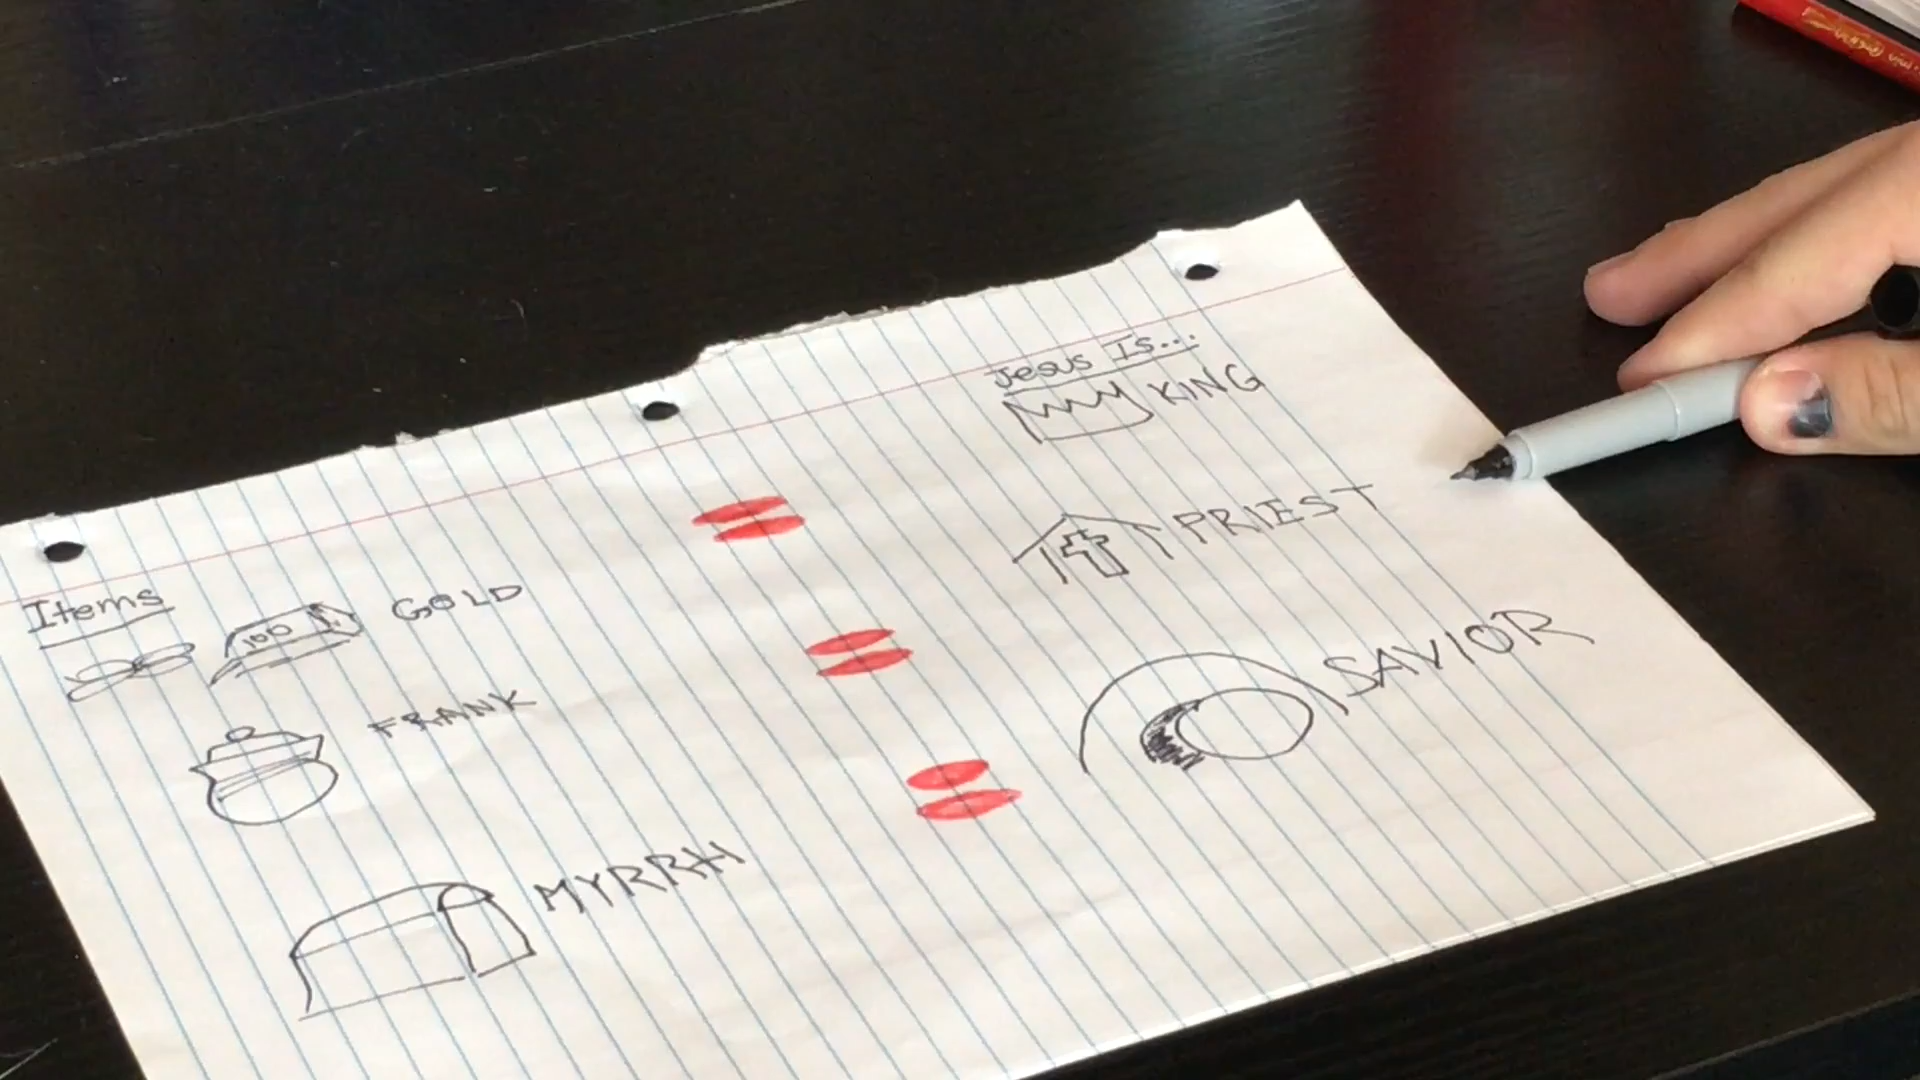 Items
100
GOLD
FRANK
MYRRH
Jesus Is...
KING
PRIEST
SAVIOR